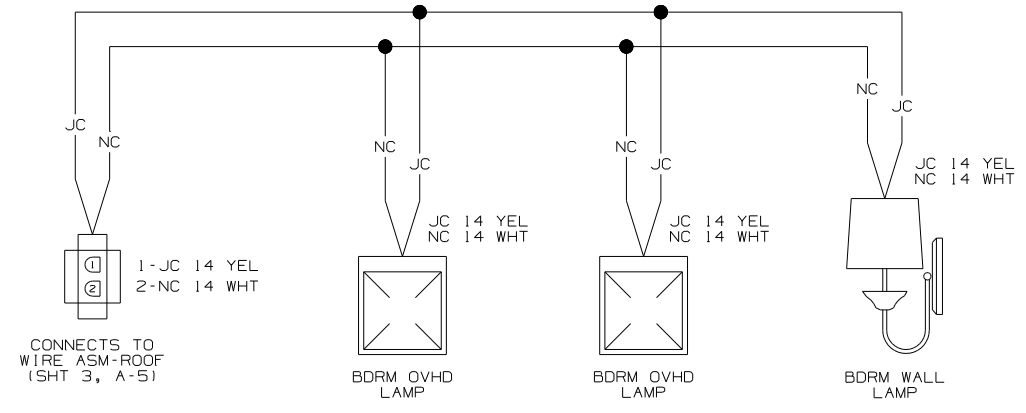 JC
NC
NC
JC
NC
JC
NC
JC
JC 14 YEL
NC 14 WHT
JC 14 YEL
NC 14 WHT
JC 14 YEL
NC 14 WHT
1
2
1-JC 14 YEL
2-NC 14 WHT
CONNECTS TO
WIRE ASM-ROOF
(SHT 3, A-5)
BDRM OVHD
LAMP
BDRM OVHD
LAMP
BDRM WALL
LAMP